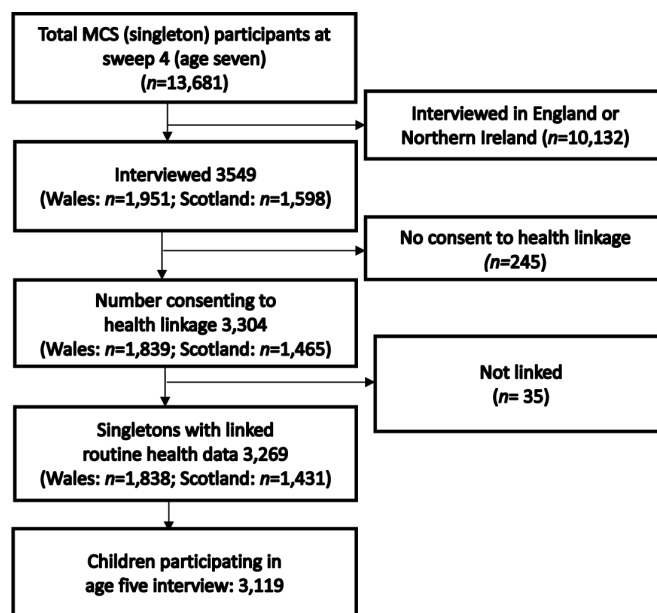 Total MCS (singleton) participants at
sweep 4 (age seven)
(n=13,681)
Interviewed in England or
Northern Ireland (n=10,132)
Interviewed 3549
(Wales: n=1,951; Scotland: n=1,598)
No consent to health linkage
(n=245)
Number consenting to
health linkage 3,304
(Wales: n=1,839; Scotland: n=1,465)
Not linked
(n= 35)
Singletons with linked
routine health data 3,269
(Wales: n=1,838; Scotland: n=1,431)
Children participating in
age five interview: 3,119